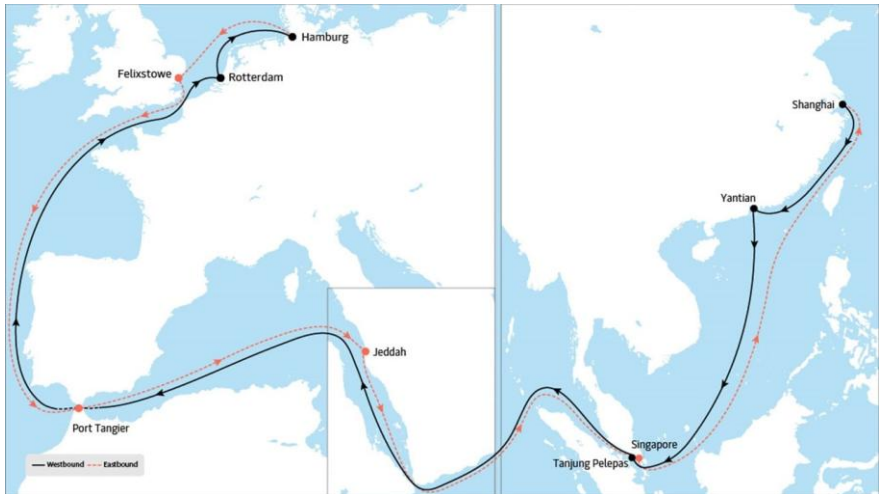 Hamburg
Felixstowe
Rotterdam
Shanghai
Yantian
Jeddah
Port Tangier
Singapore
Tanjung Pelepas
Westbound Eastbound